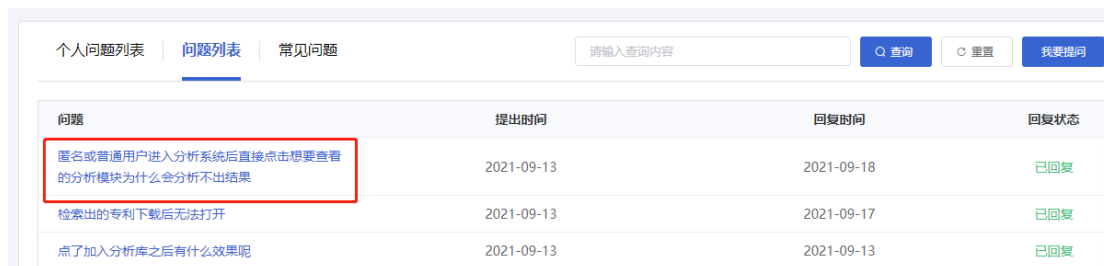 个人问题列表 问题列表 常见问题 请输入查询内容 查询 重置 我要提问
问题 提出时间 回复时间 回复状态
匿名或普通用户进入分析系统后直接点击想要查看
的分析模块为什么会分析不出结果 2021-09-13 2021-09-18 已回复
检索出的专利下载后无法打开 2021-09-13 2021-09-17 已回复
点了加入分析库之后有什么效果呢 2021-09-13 2021-09-13 已回复